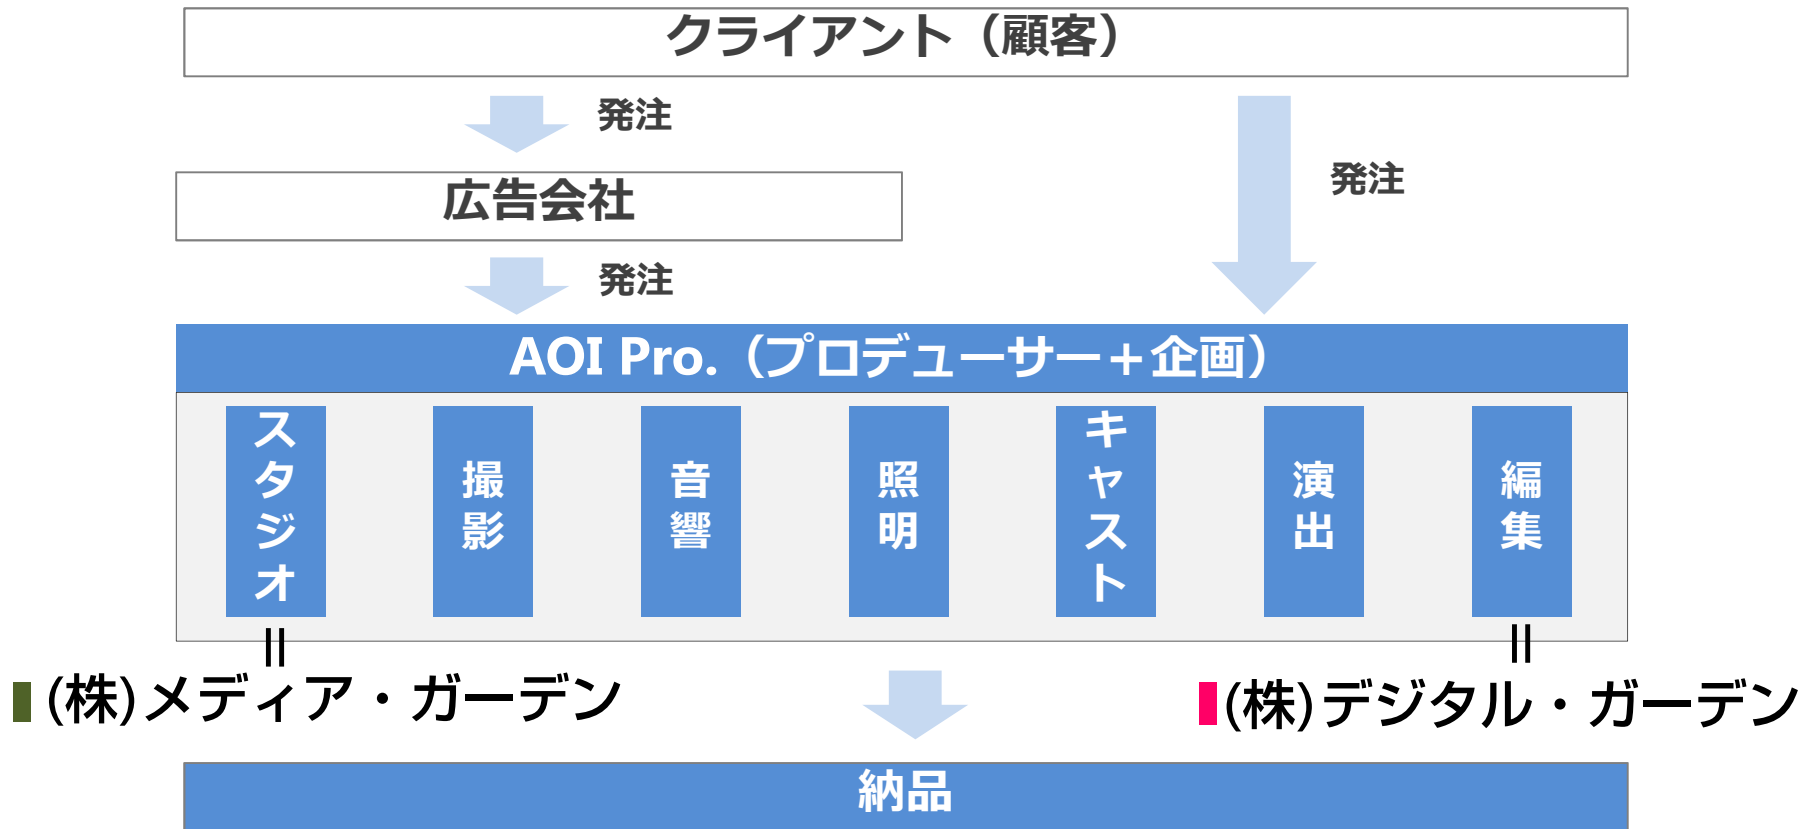 クライアント（顧客）
発注
発注
広告会社
発注
AOI Pro.（プロデューサー＋企画）
スタジオ
撮影
音響
照明
キャスト
演出
編集
||
||
(株)メディア・ガーデン
(株)デジタル・ガーデン
納品